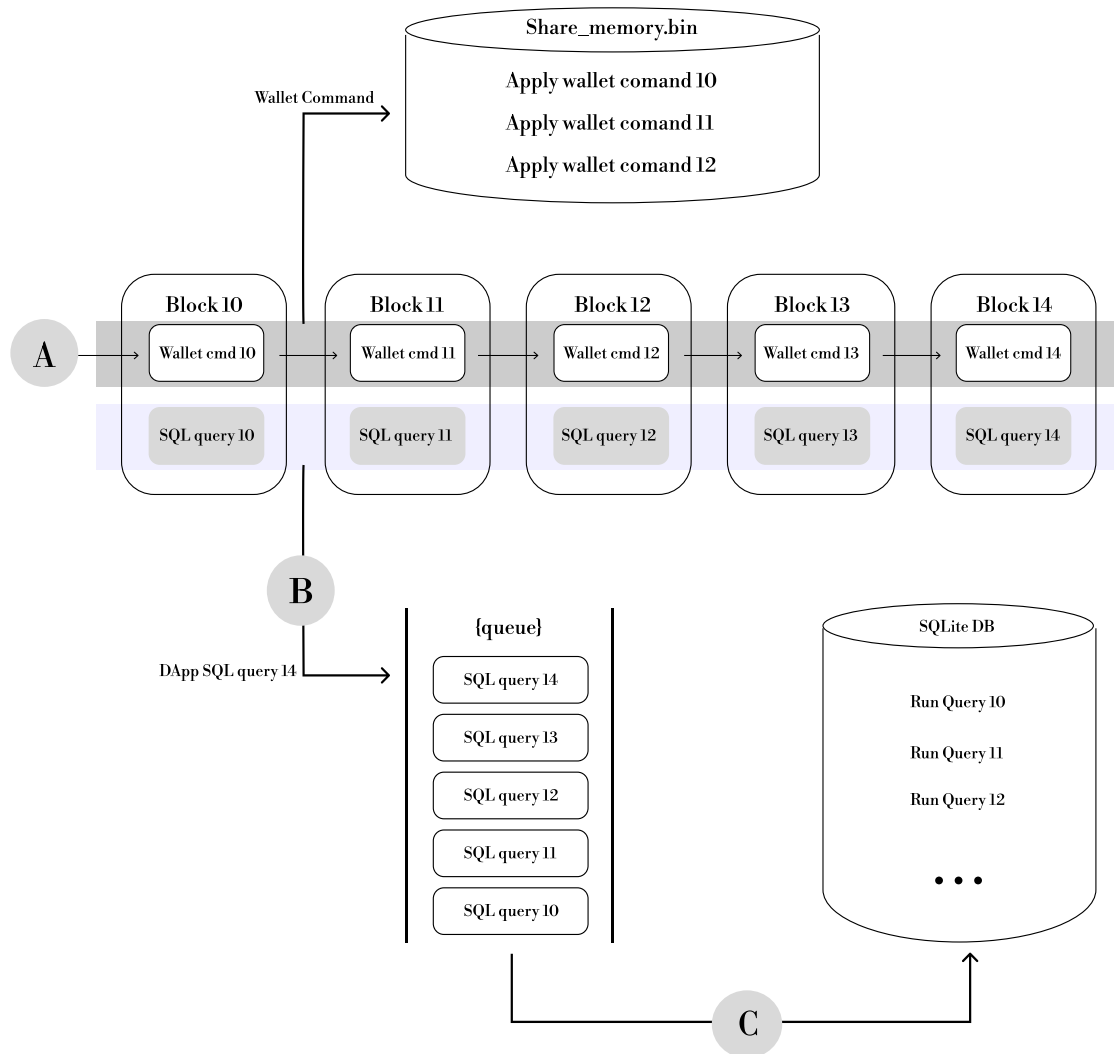 Share_memory.bin
Apply wallet comand 10
Apply wallet comand 11
Apply wallet comand 12
Wallet Command
Block 10
Block 11
Block 12
Block 13
Block 14
A
Wallet cmd 10
Wallet cmd 11
Wallet cmd 12
Wallet cmd 13
Wallet cmd 14
SQL query 10
SQL query 11
SQL query 12
SQL query 13
SQL query 14
B
DApp SQL query 14
{queue}
SQL query 14
SQL query 13
SQL query 12
SQL query 11
SQL query 10
SQLite DB
Run Query 10
Run Query 11
Run Query 12
• • •
C